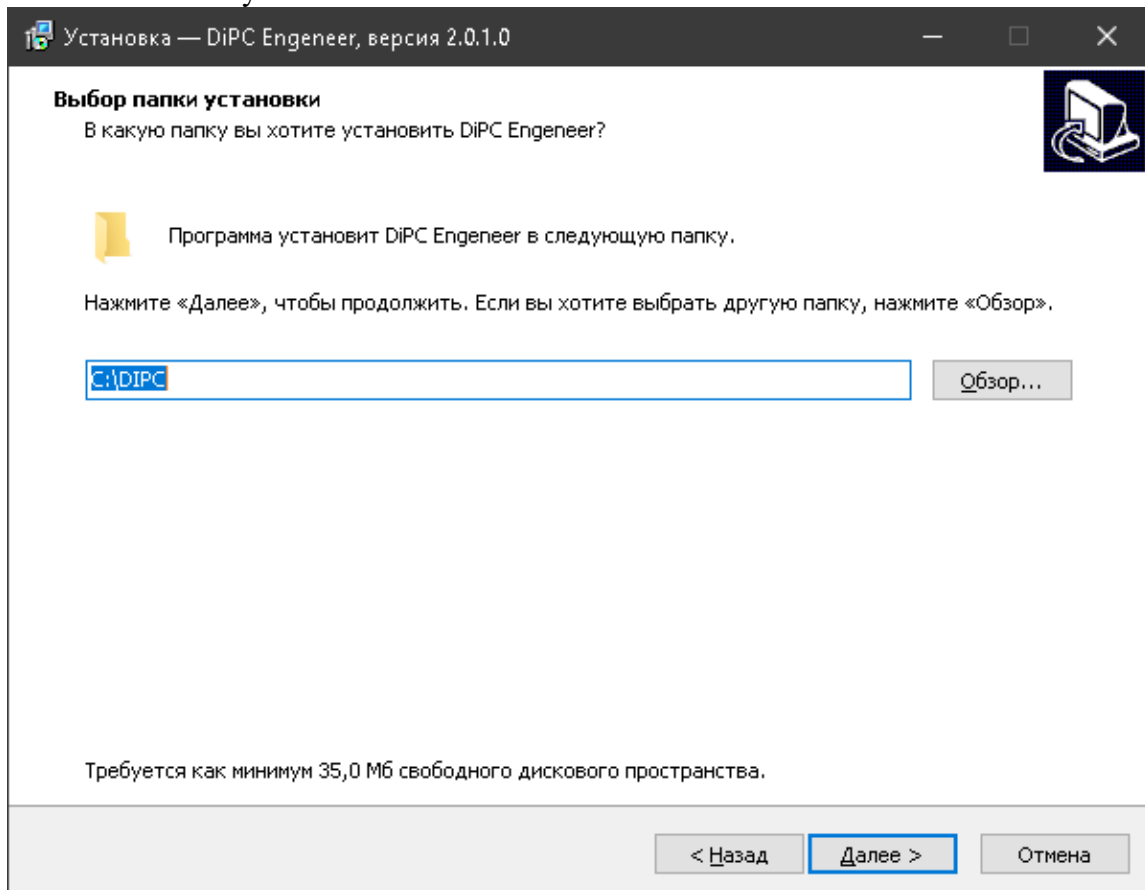 Установка — DiPC Engeneer, версия 2.0.1.0
Выбор папки установки
В какую папку вы хотите установить DiPC Engeneer?
Программа установит DiPC Engeneer в следующую папку.
Нажмите «Далее», чтобы продолжить. Если вы хотите выбрать другую папку, нажмите «Обзор».
C:\DIPC
Обзор...
Требуется как минимум 35,0 Мб свободного дискового пространства.
< Назад
Далее >
Отмена